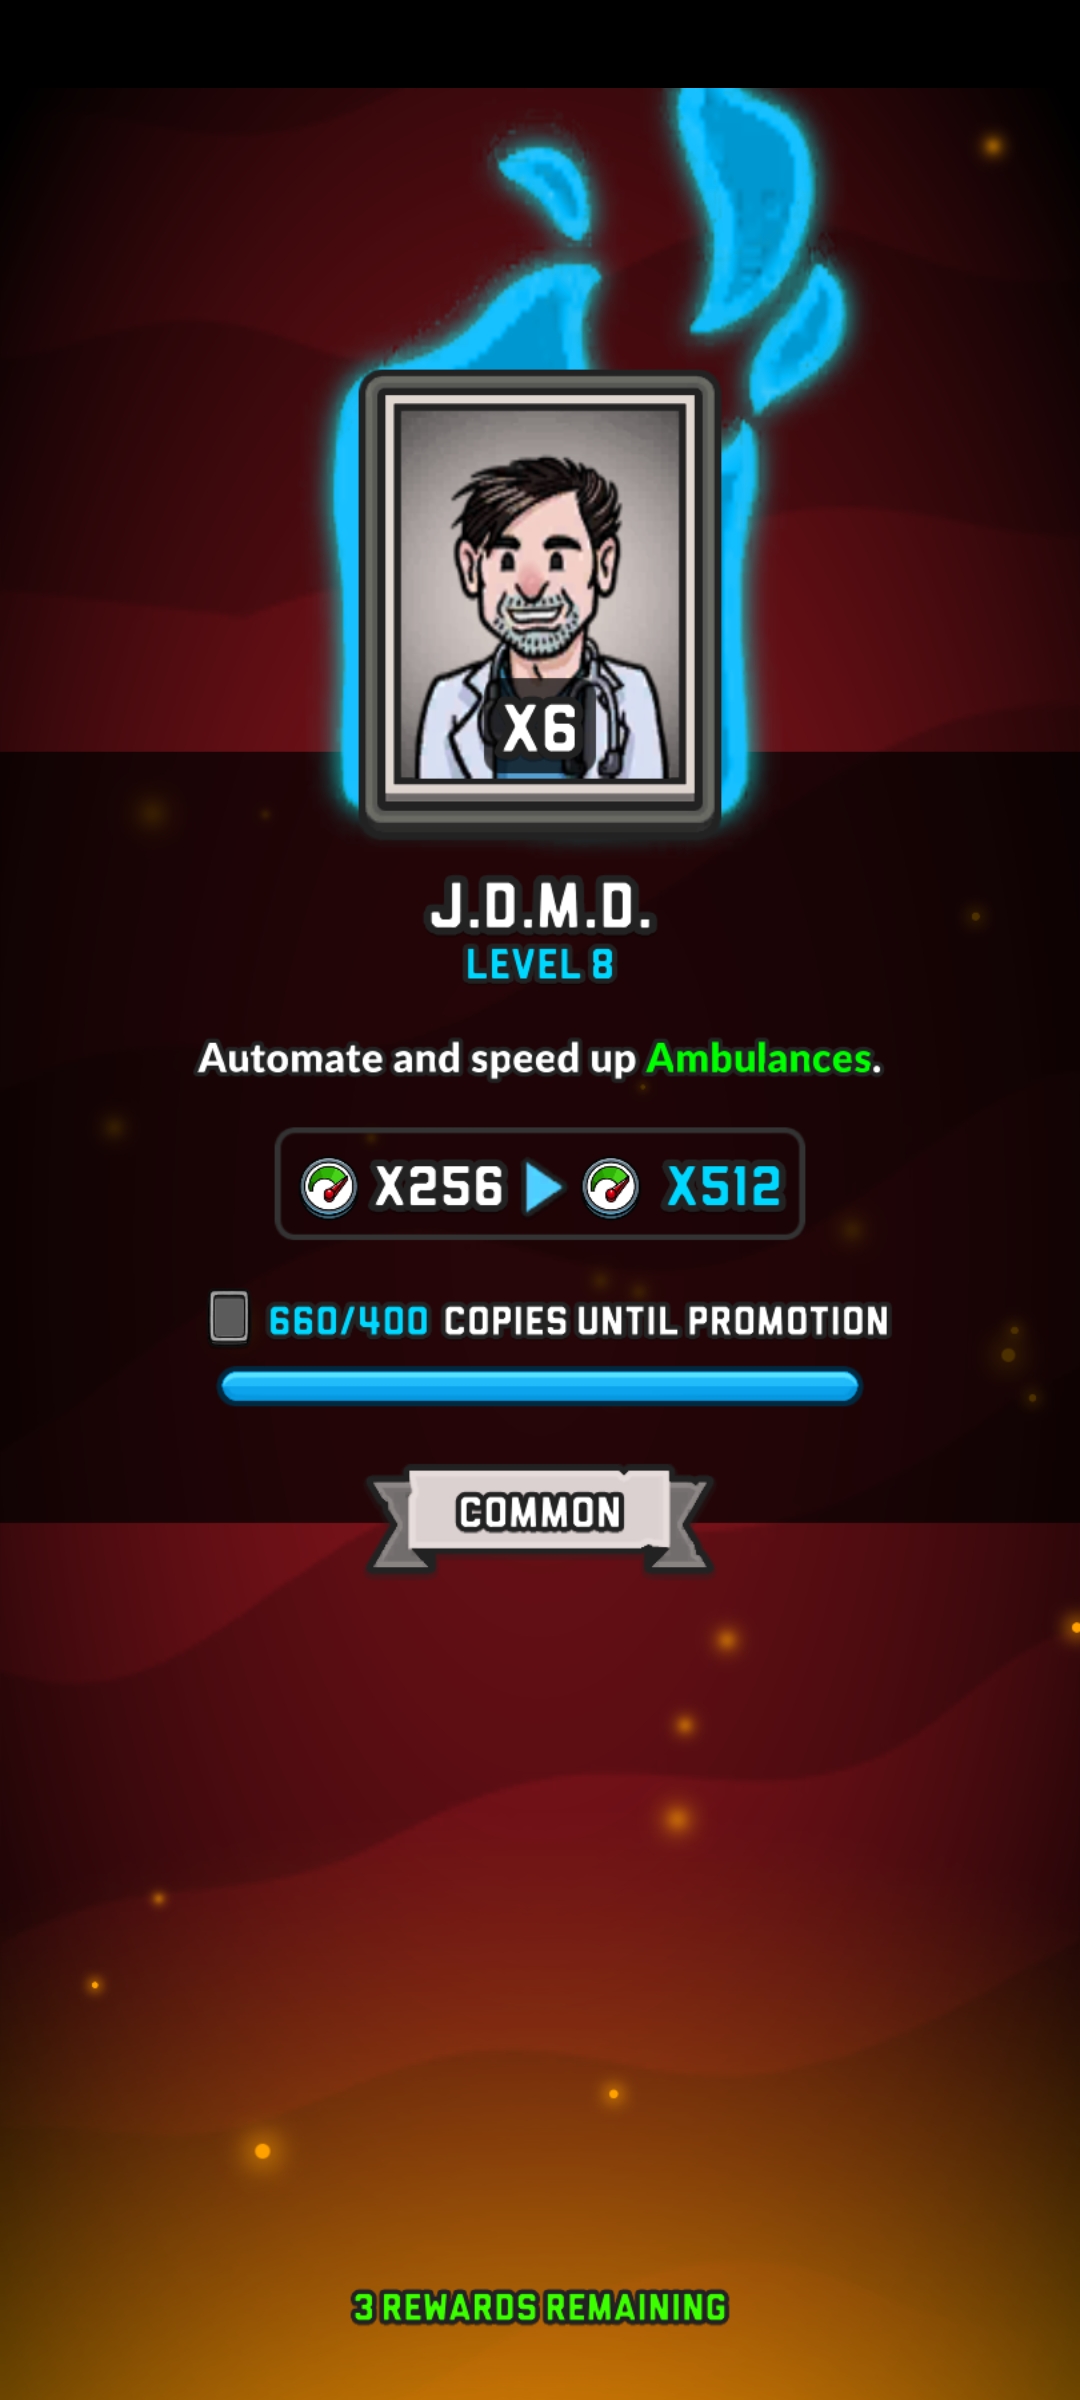 X6
J.D.M.D.
LEVEL 8
Automate and speed up Ambulances.
X256 X512
660/400 COPIES UNTIL PROMOTION
COMMON
3 REWARDS REMAINING